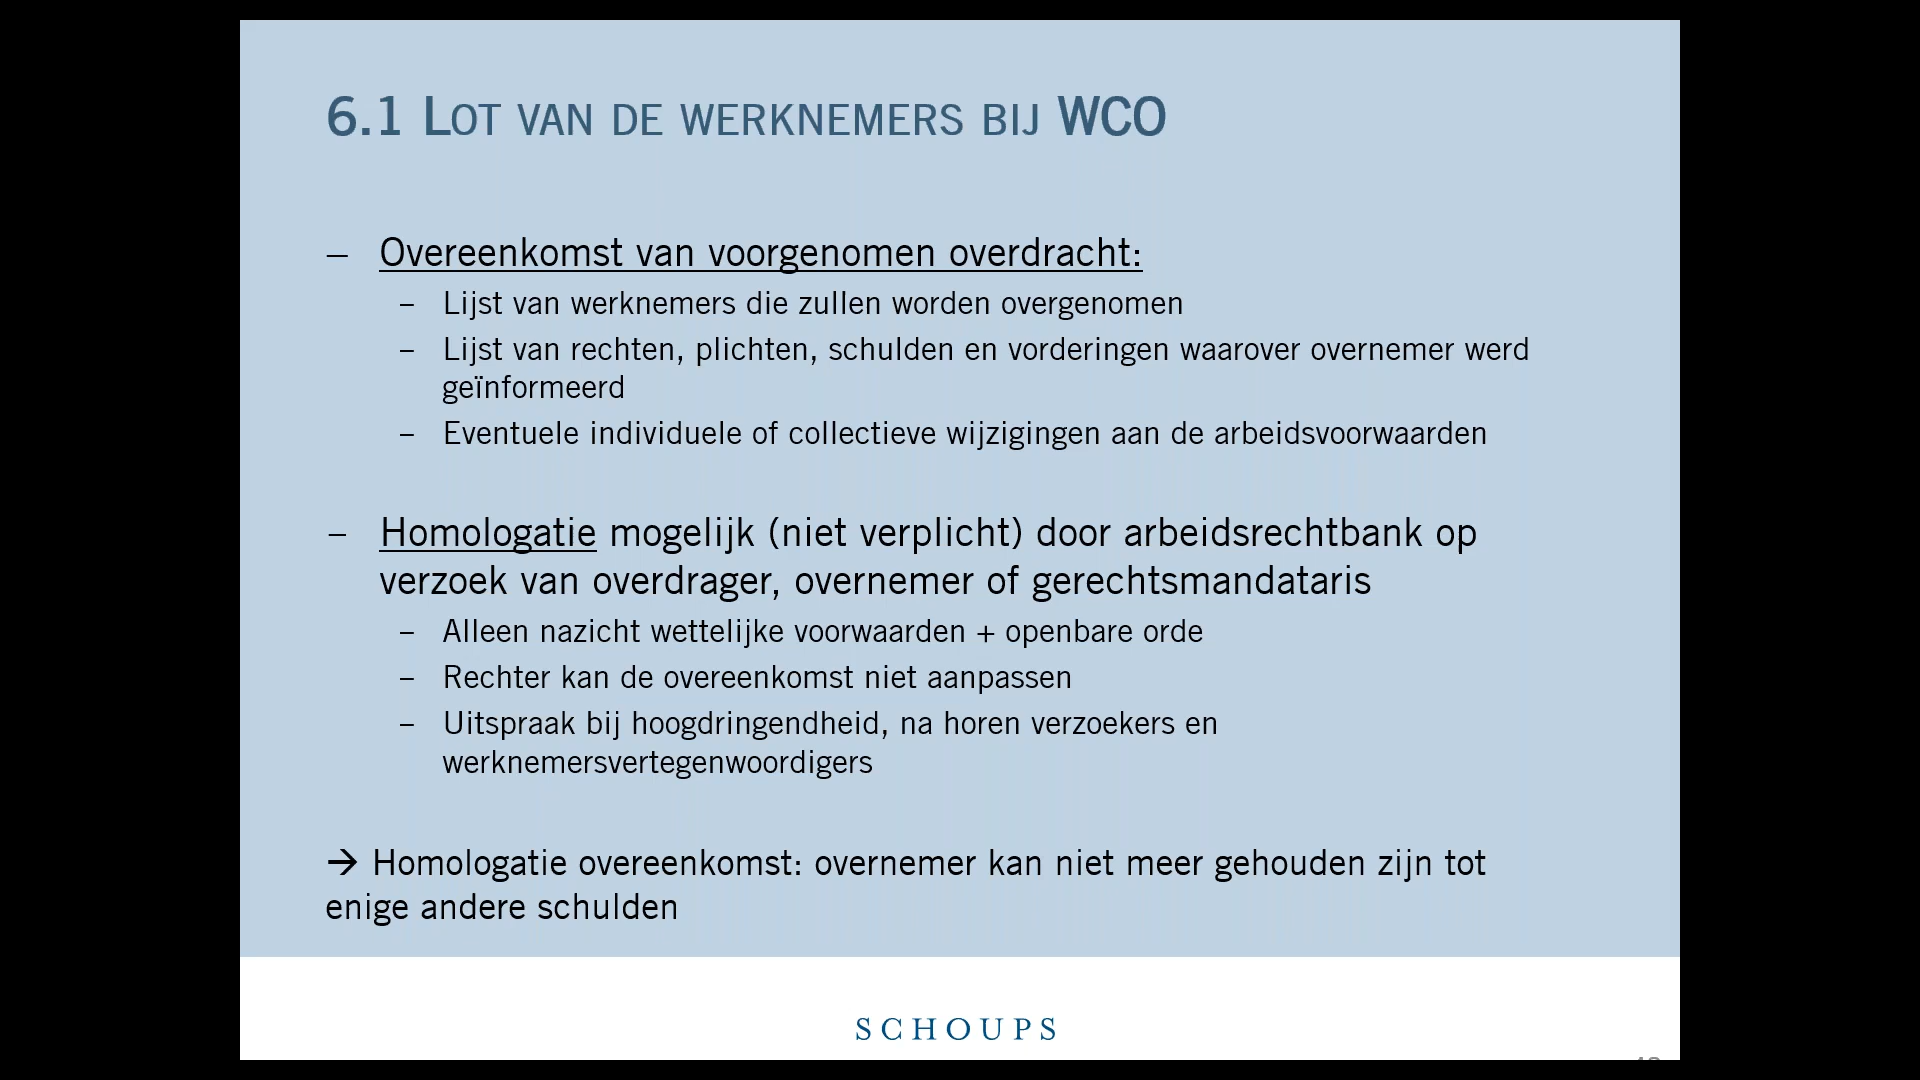 6.1 Lot van de werknemers bij WCO
– Overeenkomst van voorgenomen overdracht:
– Lijst van werknemers die zullen worden overgenomen
– Lijst van rechten, plichten, schulden en vorderingen waarover overnemer werd
geïnformeerd
– Eventuele individuele of collectieve wijzigingen aan de arbeidsvoorwaarden
– Homologatie mogelijk (niet verplicht) door arbeidsrechtbank op
verzoek van overdrager, overnemer of gerechtsmandataris
– Alleen nazicht wettelijke voorwaarden + openbare orde
– Rechter kan de overeenkomst niet aanpassen
– Uitspraak bij hoogdringendheid, na horen verzoekers en
werknemersvertegenwoordigers
→ Homologatie overeenkomst: overnemer kan niet meer gehouden zijn tot
enige andere schulden
SCHOUPS